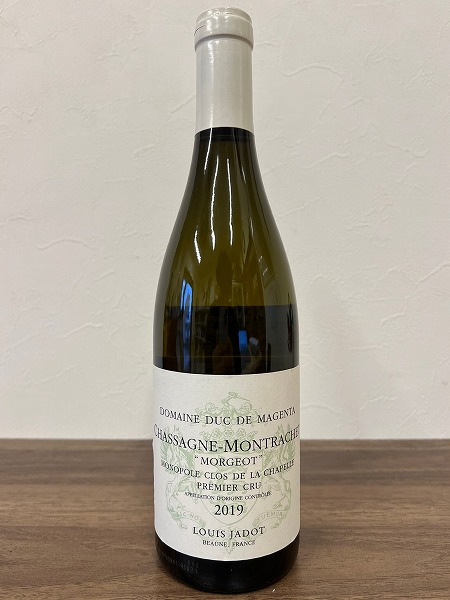 DOMAINE DUC DE MAGENTA
CHASSAGNE-MONTRACHET
"MORGEOT"
MONOPOLE CLOS DE LA CHAPELLE
PREMIER CRU
APPELLATION D'ORIGINE CONTRÔLÉE
2019
LOUIS JADOT
BEAUNE, FRANCE